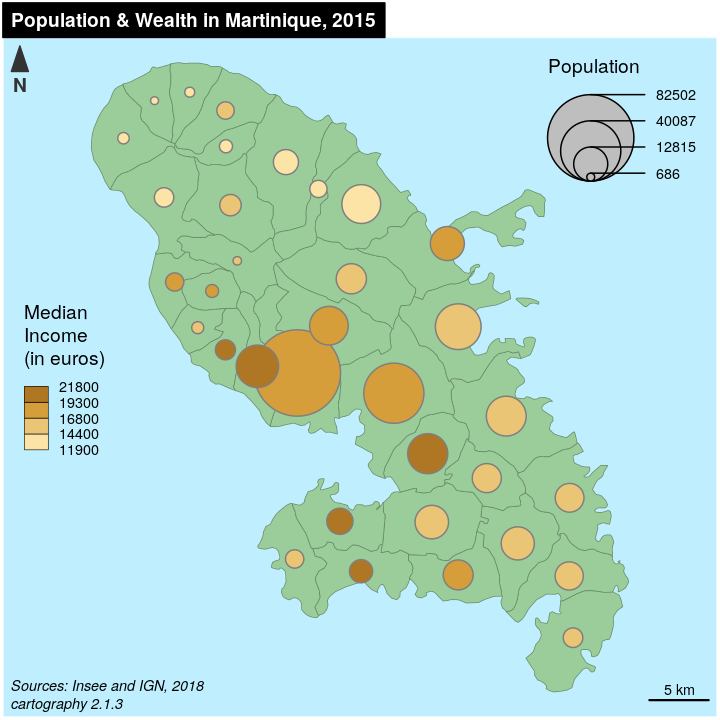 Population & Wealth in Martinique, 2015
N
Population
82502
40087
12815
686
Median
Income
(in euros)
21800
19300
16800
14400
11900
Sources: Insee and IGN, 2018
cartography 2.1.3
5 km